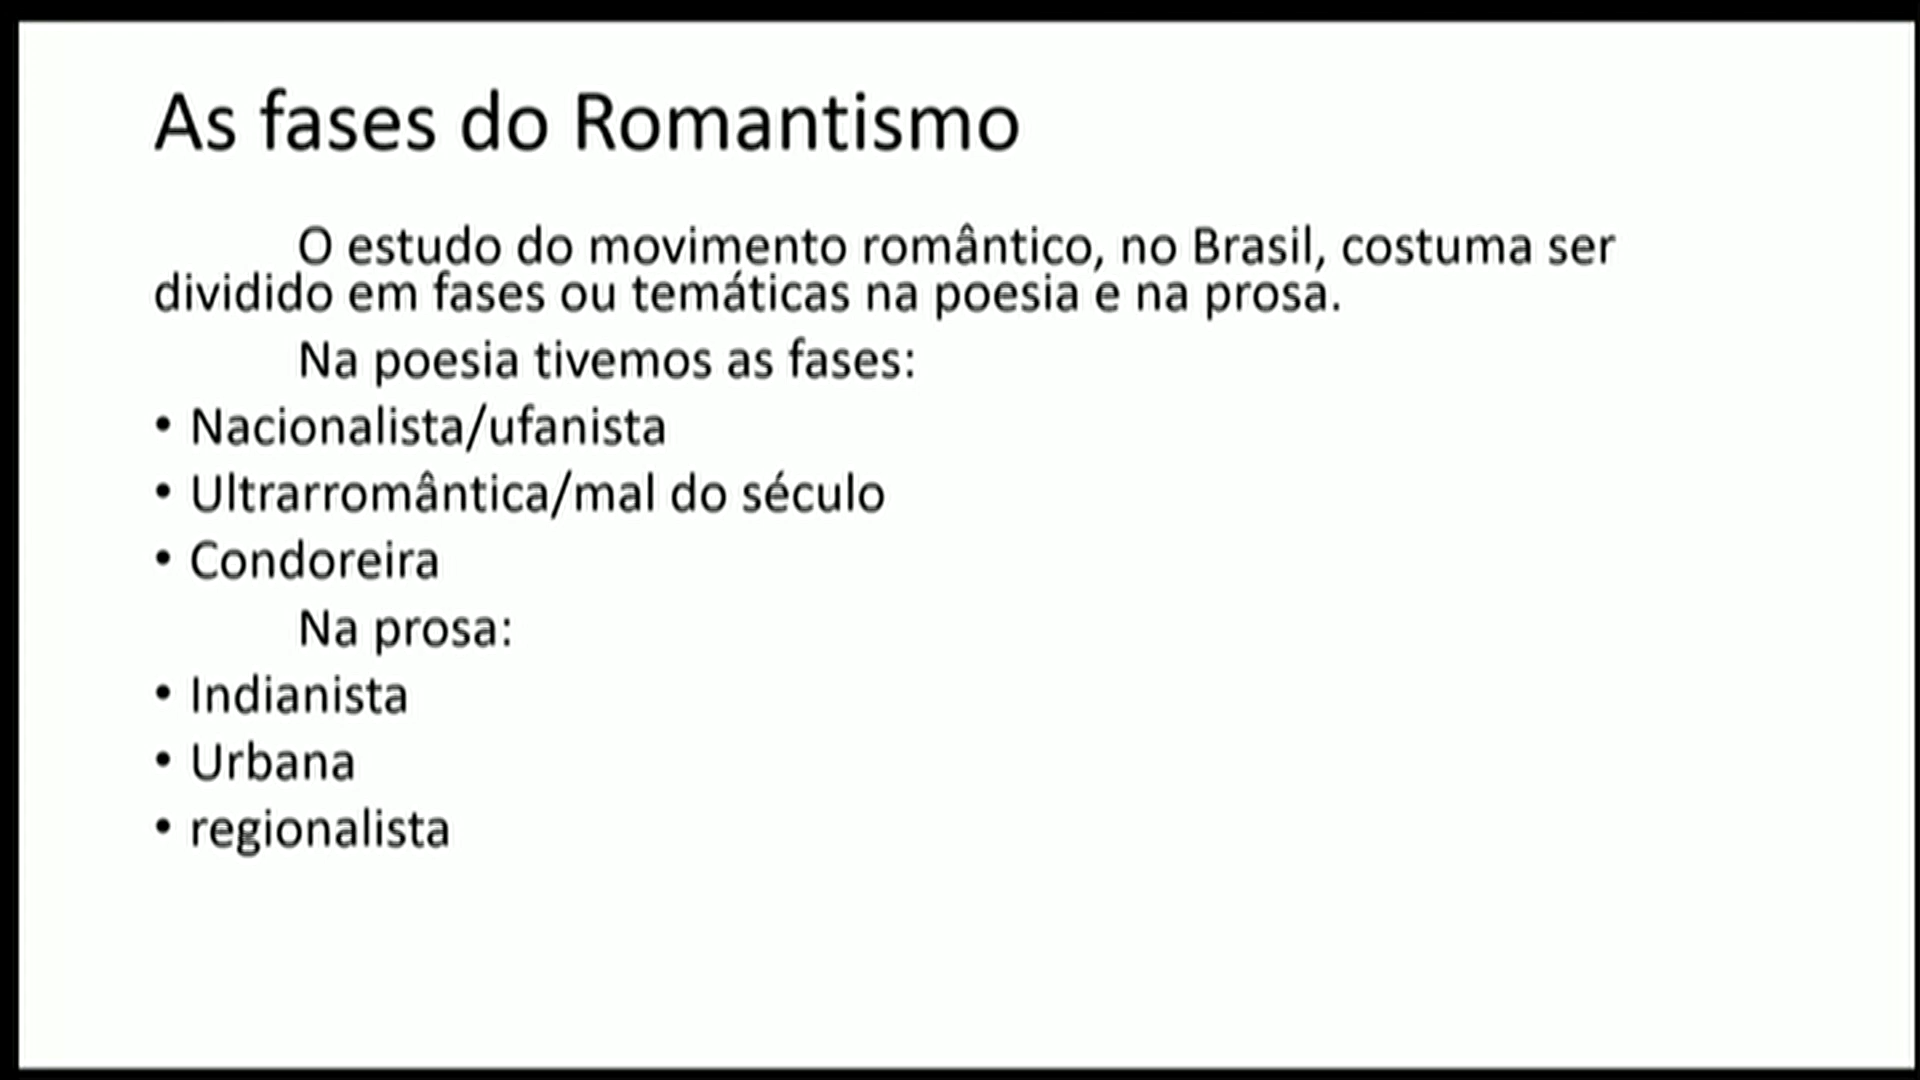 As fases do Romantismo
O estudo do movimento romântico, no Brasil, costuma ser
dividido em fases ou temáticas na poesia e na prosa.
Na poesia tivemos as fases:
• Nacionalista/ufanista
• Ultrarromântica/mal do século
• Condoreira
Na prosa:
• Indianista
• Urbana
• regionalista